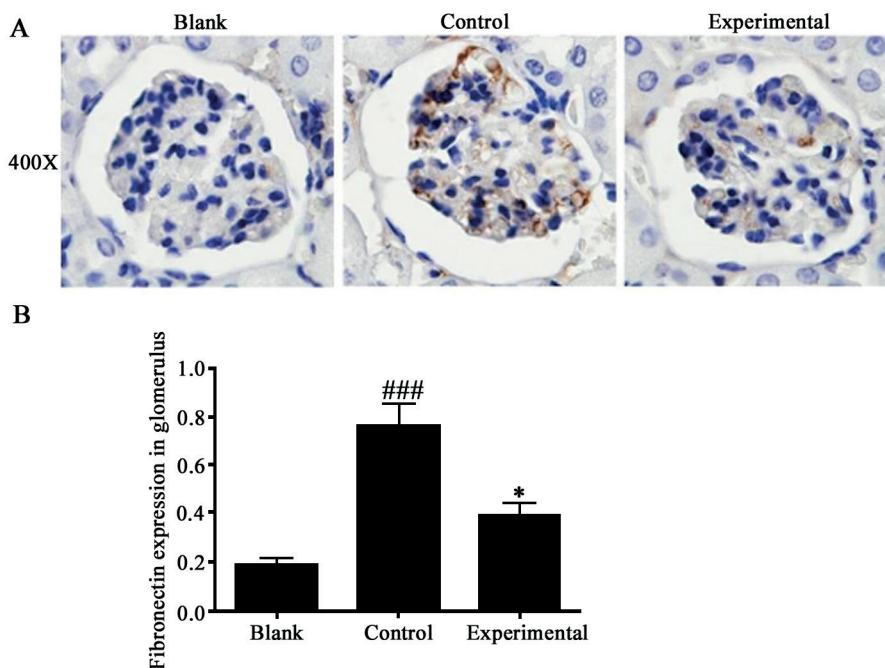 A
Blank
Control
Experimental
400X
B
Fibronectin expression in glomerulus
1.0
0.8
0.6
0.4
0.2
0.0
###
*
Blank
Control
Experimental